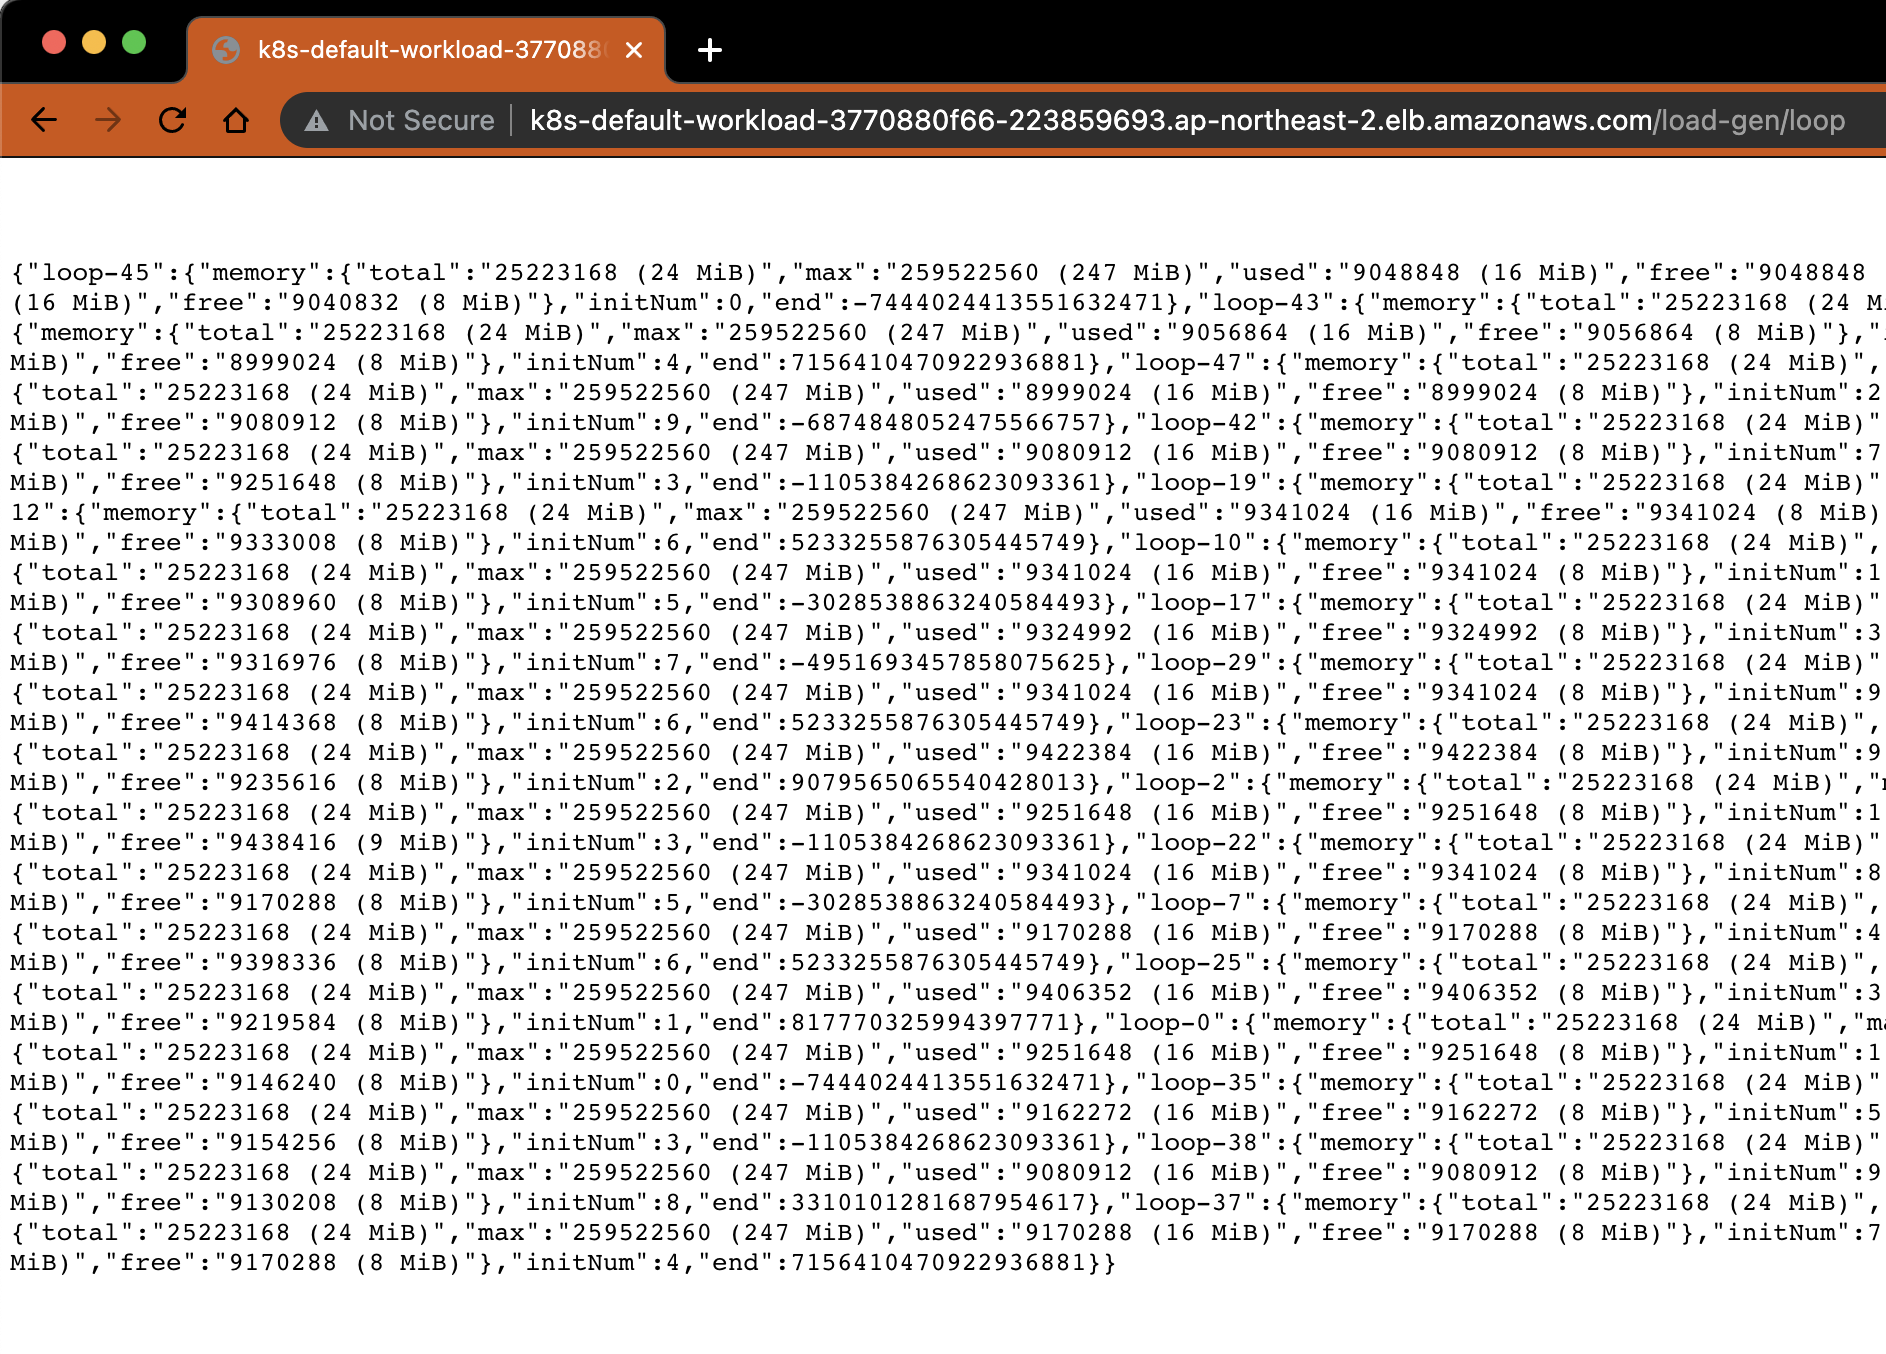 k8s-default-workload-377088
Not Secure k8s-default-workload-3770880f66-223859693.ap-northeast-2.elb.amazonaws.com/load-gen/loop
{"loop-45":{"memory":{"total":"25223168 (24 MiB)","max":"259522560 (247 MiB)","used":"9048848 (16 MiB)","free":"9048848
(16 MiB)","free":"9040832 (8 MiB)"},"initNum":0,"end":-7444024413551632471},"loop-43":{"memory":{"total":"25223168 (24 M
{"memory":{"total":"25223168 (24 MiB)","max":"259522560 (247 MiB)","used":"9056864 (16 MiB)","free":"9056864 (8 MiB)"},"
MiB)","free":"8999024 (8 MiB)"},"initNum":4,"end":7156410470922936881},"loop-47":{"memory":{"total":"25223168 (24 MiB)",
{"total":"25223168 (24 MiB)","max":"259522560 (247 MiB)","used":"8999024 (16 MiB)","free":"8999024 (8 MiB)"},"initNum":2
MiB)","free":"9080912 (8 MiB)"},"initNum":9,"end":-6874848052475566757},"loop-42":{"memory":{"total":"25223168 (24 MiB)"
{"total":"25223168 (24 MiB)","max":"259522560 (247 MiB)","used":"9080912 (16 MiB)","free":"9080912 (8 MiB)"},"initNum":7
MiB)","free":"9251648 (8 MiB)"},"initNum":3,"end":-1105384268623093361},"loop-19":{"memory":{"total":"25223168 (24 MiB)"
12":{"memory":{"total":"25223168 (24 MiB)","max":"259522560 (247 MiB)","used":"9341024 (16 MiB)","free":"9341024 (8 MiB)
MiB)","free":"9333008 (8 MiB)"},"initNum":6,"end":5233255876305445749},"loop-10":{"memory":{"total":"25223168 (24 MiB)",
{"total":"25223168 (24 MiB)","max":"259522560 (247 MiB)","used":"9341024 (16 MiB)","free":"9341024 (8 MiB)"},"initNum":1
MiB)","free":"9308960 (8 MiB)"},"initNum":5,"end":-3028538863240584493},"loop-17":{"memory":{"total":"25223168 (24 MiB)"
{"total":"25223168 (24 MiB)","max":"259522560 (247 MiB)","used":"9324992 (16 MiB)","free":"9324992 (8 MiB)"},"initNum":3
MiB)","free":"9316976 (8 MiB)"},"initNum":7,"end":-4951693457858075625},"loop-29":{"memory":{"total":"25223168 (24 MiB)"
{"total":"25223168 (24 MiB)","max":"259522560 (247 MiB)","used":"9341024 (16 MiB)","free":"9341024 (8 MiB)"},"initNum":9
MiB)","free":"9414368 (8 MiB)"},"initNum":6,"end":5233255876305445749},"loop-23":{"memory":{"total":"25223168 (24 MiB)",
{"total":"25223168 (24 MiB)","max":"259522560 (247 MiB)","used":"9422384 (16 MiB)","free":"9422384 (8 MiB)"},"initNum":9
MiB)","free":"9235616 (8 MiB)"},"initNum":2,"end":9079565065540428013},"loop-2":{"memory":{"total":"25223168 (24 MiB)","
{"total":"25223168 (24 MiB)","max":"259522560 (247 MiB)","used":"9251648 (16 MiB)","free":"9251648 (8 MiB)"},"initNum":1
MiB)","free":"9438416 (9 MiB)"},"initNum":3,"end":-1105384268623093361},"loop-22":{"memory":{"total":"25223168 (24 MiB)"
{"total":"25223168 (24 MiB)","max":"259522560 (247 MiB)","used":"9341024 (16 MiB)","free":"9341024 (8 MiB)"},"initNum":8
MiB)","free":"9170288 (8 MiB)"},"initNum":5,"end":-3028538863240584493},"loop-7":{"memory":{"total":"25223168 (24 MiB)",
{"total":"25223168 (24 MiB)","max":"259522560 (247 MiB)","used":"9170288 (16 MiB)","free":"9170288 (8 MiB)"},"initNum":4
MiB)","free":"9398336 (8 MiB)"},"initNum":6,"end":5233255876305445749},"loop-25":{"memory":{"total":"25223168 (24 MiB)",
{"total":"25223168 (24 MiB)","max":"259522560 (247 MiB)","used":"9406352 (16 MiB)","free":"9406352 (8 MiB)"},"initNum":3
MiB)","free":"9219584 (8 MiB)"},"initNum":1,"end":817770325994397771},"loop-0":{"memory":{"total":"25223168 (24 MiB)","ma
{"total":"25223168 (24 MiB)","max":"259522560 (247 MiB)","used":"9251648 (16 MiB)","free":"9251648 (8 MiB)"},"initNum":1
MiB)","free":"9146240 (8 MiB)"},"initNum":0,"end":-7444024413551632471},"loop-35":{"memory":{"total":"25223168 (24 MiB)"
{"total":"25223168 (24 MiB)","max":"259522560 (247 MiB)","used":"9162272 (16 MiB)","free":"9162272 (8 MiB)"},"initNum":5
MiB)","free":"9154256 (8 MiB)"},"initNum":3,"end":-1105384268623093361},"loop-38":{"memory":{"total":"25223168 (24 MiB)"
{"total":"25223168 (24 MiB)","max":"259522560 (247 MiB)","used":"9080912 (16 MiB)","free":"9080912 (8 MiB)"},"initNum":9
MiB)","free":"9130208 (8 MiB)"},"initNum":8,"end":3310101281687954617},"loop-37":{"memory":{"total":"25223168 (24 MiB)",
{"total":"25223168 (24 MiB)","max":"259522560 (247 MiB)","used":"9170288 (16 MiB)","free":"9170288 (8 MiB)"},"initNum":7
MiB)","free":"9170288 (8 MiB)"},"initNum":4,"end":7156410470922936881}}